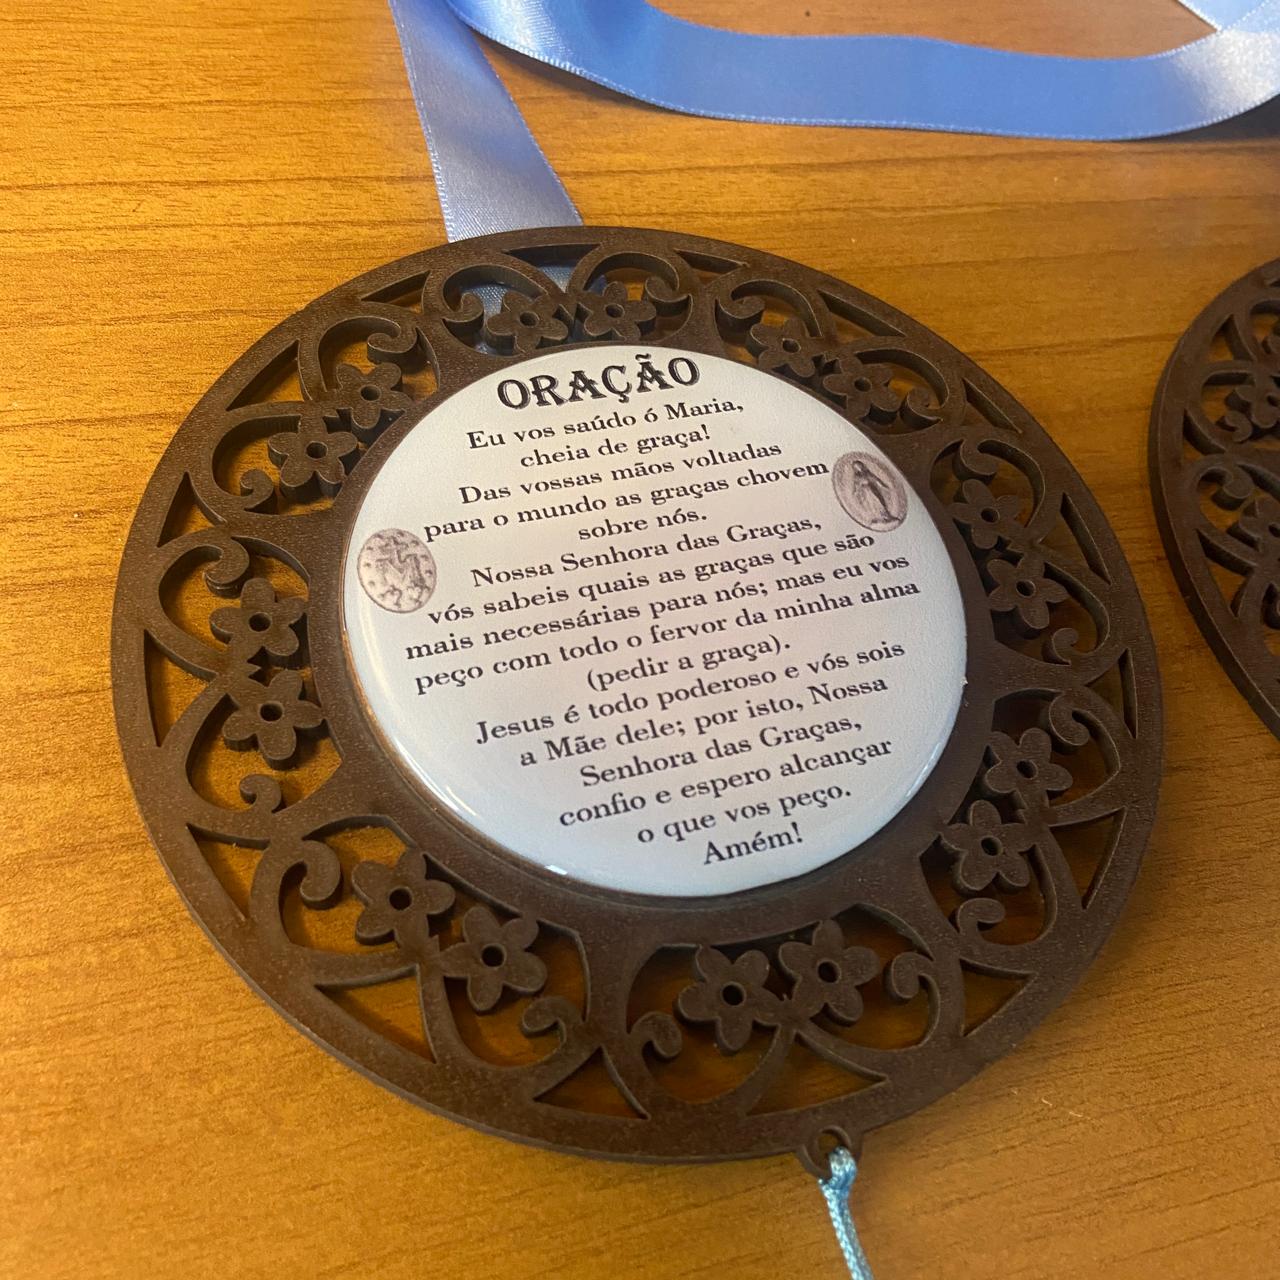 ORAÇÃO
Eu vos saúdo ó Maria,
cheia de graça!
Das vossas mãos voltadas
para o mundo as graças chovem
sobre nós.
Nossa Senhora das Graças,
vós sabeis quais as graças que são
mais necessárias para nós; mas eu vos
peço com todo o fervor da minha alma
(pedir a graça).
Jesus é todo poderoso e vós sois
a Mãe dele; por isto, Nossa
Senhora das Graças,
confio e espero alcançar
o que vos peço.
Amém!